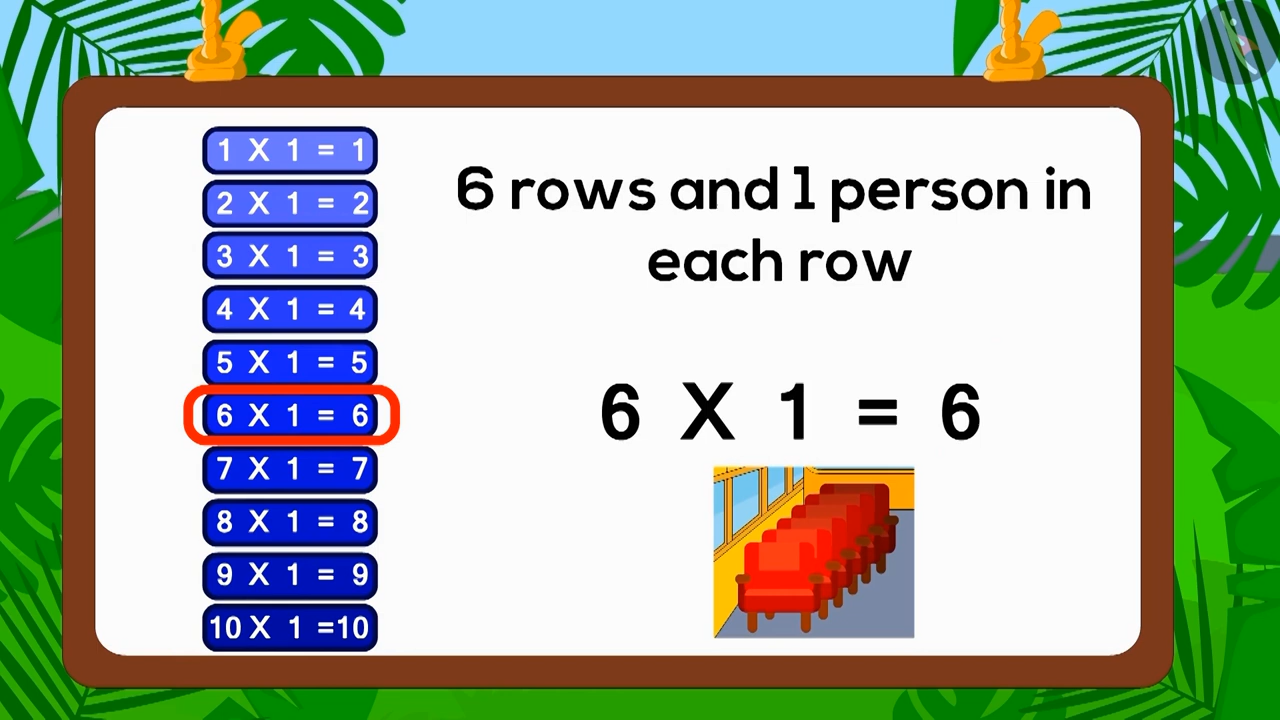 1 X 1 = 1
2 X 1 = 2
3 X 1 = 3
4 X 1 = 4
5 X 1 = 5
6 X 1 = 6
7 X 1 = 7
8 X 1 = 8
9 X 1 = 9
10 X 1 =10
6 rows and 1 person in
each row
6 X 1 = 6